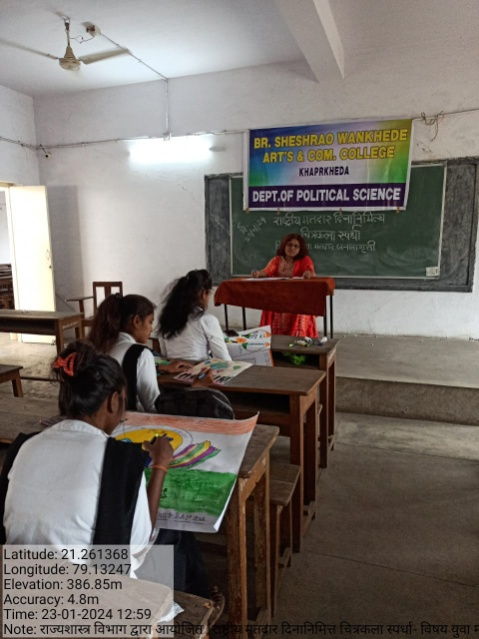 BR. SHESHRAO WANKHEDE
ART'S & COM. COLLEGE
KHAPRKHEDA
DEPT.OF POLITICAL SCIENCE
राष्ट्रीय मतदार दिनानिमित्त
चित्रकला स्पर्धा
मतदार जनजागृती
Latitude: 21.261368
Longitude: 79.13247
Elevation: 386.85m
Accuracy: 4.8m
Time: 23-01-2024 12:59
Note: राज्यशास्त्र विभाग द्वारा आयोजित राष्ट्रीय मतदार दिनानिमित्त चित्रकला स्पर्धा- विषय युवा म